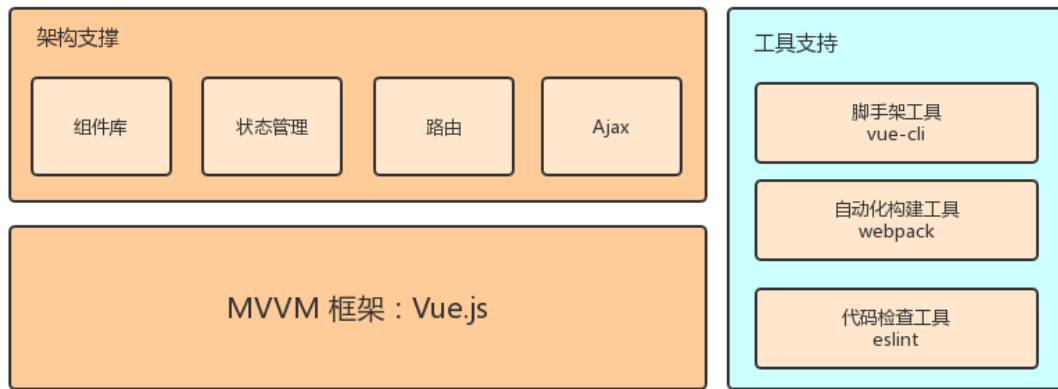 架构支撑
组件库
状态管理
路由
Ajax
MVVM 框架：Vue.js
工具支持
脚手架工具
vue-cli
自动化构建工具
webpack
代码检查工具
eslint